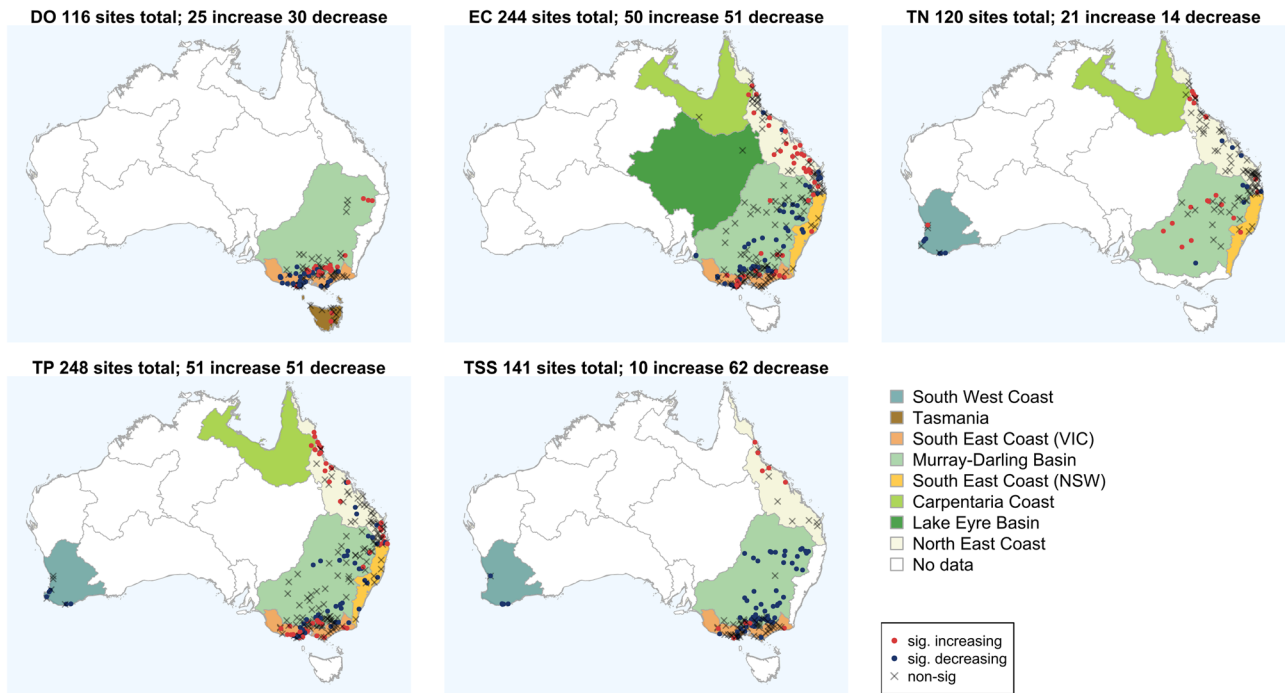 DO 116 sites total; 25 increase 30 decrease
EC 244 sites total; 50 increase 51 decrease
TN 120 sites total; 21 increase 14 decrease
TP 248 sites total; 51 increase 51 decrease
TSS 141 sites total; 10 increase 62 decrease
South West Coast
Tasmania
South East Coast (VIC)
Murray-Darling Basin
South East Coast (NSW)
Carpentaria Coast
Lake Eyre Basin
North East Coast
No data
sig. increasing
sig. decreasing
non-sig